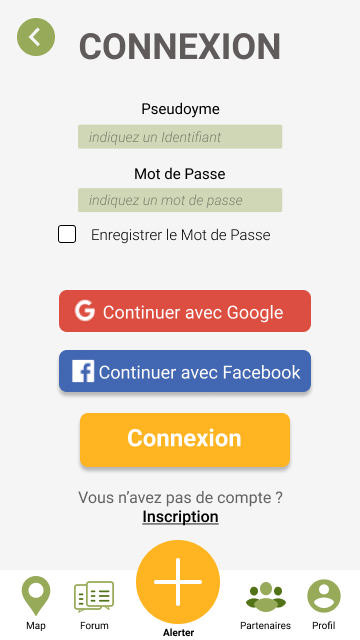 CONNEXION
Pseudoyme
indiquez un Identifiant
Mot de Passe
indiquez un mot de passe
Enregistrer le Mot de Passe
G Continuer avec Google
f Continuer avec Facebook
Connexion
Vous n’avez pas de compte ?
Inscription
Map Forum Alerter Partenaires Profil